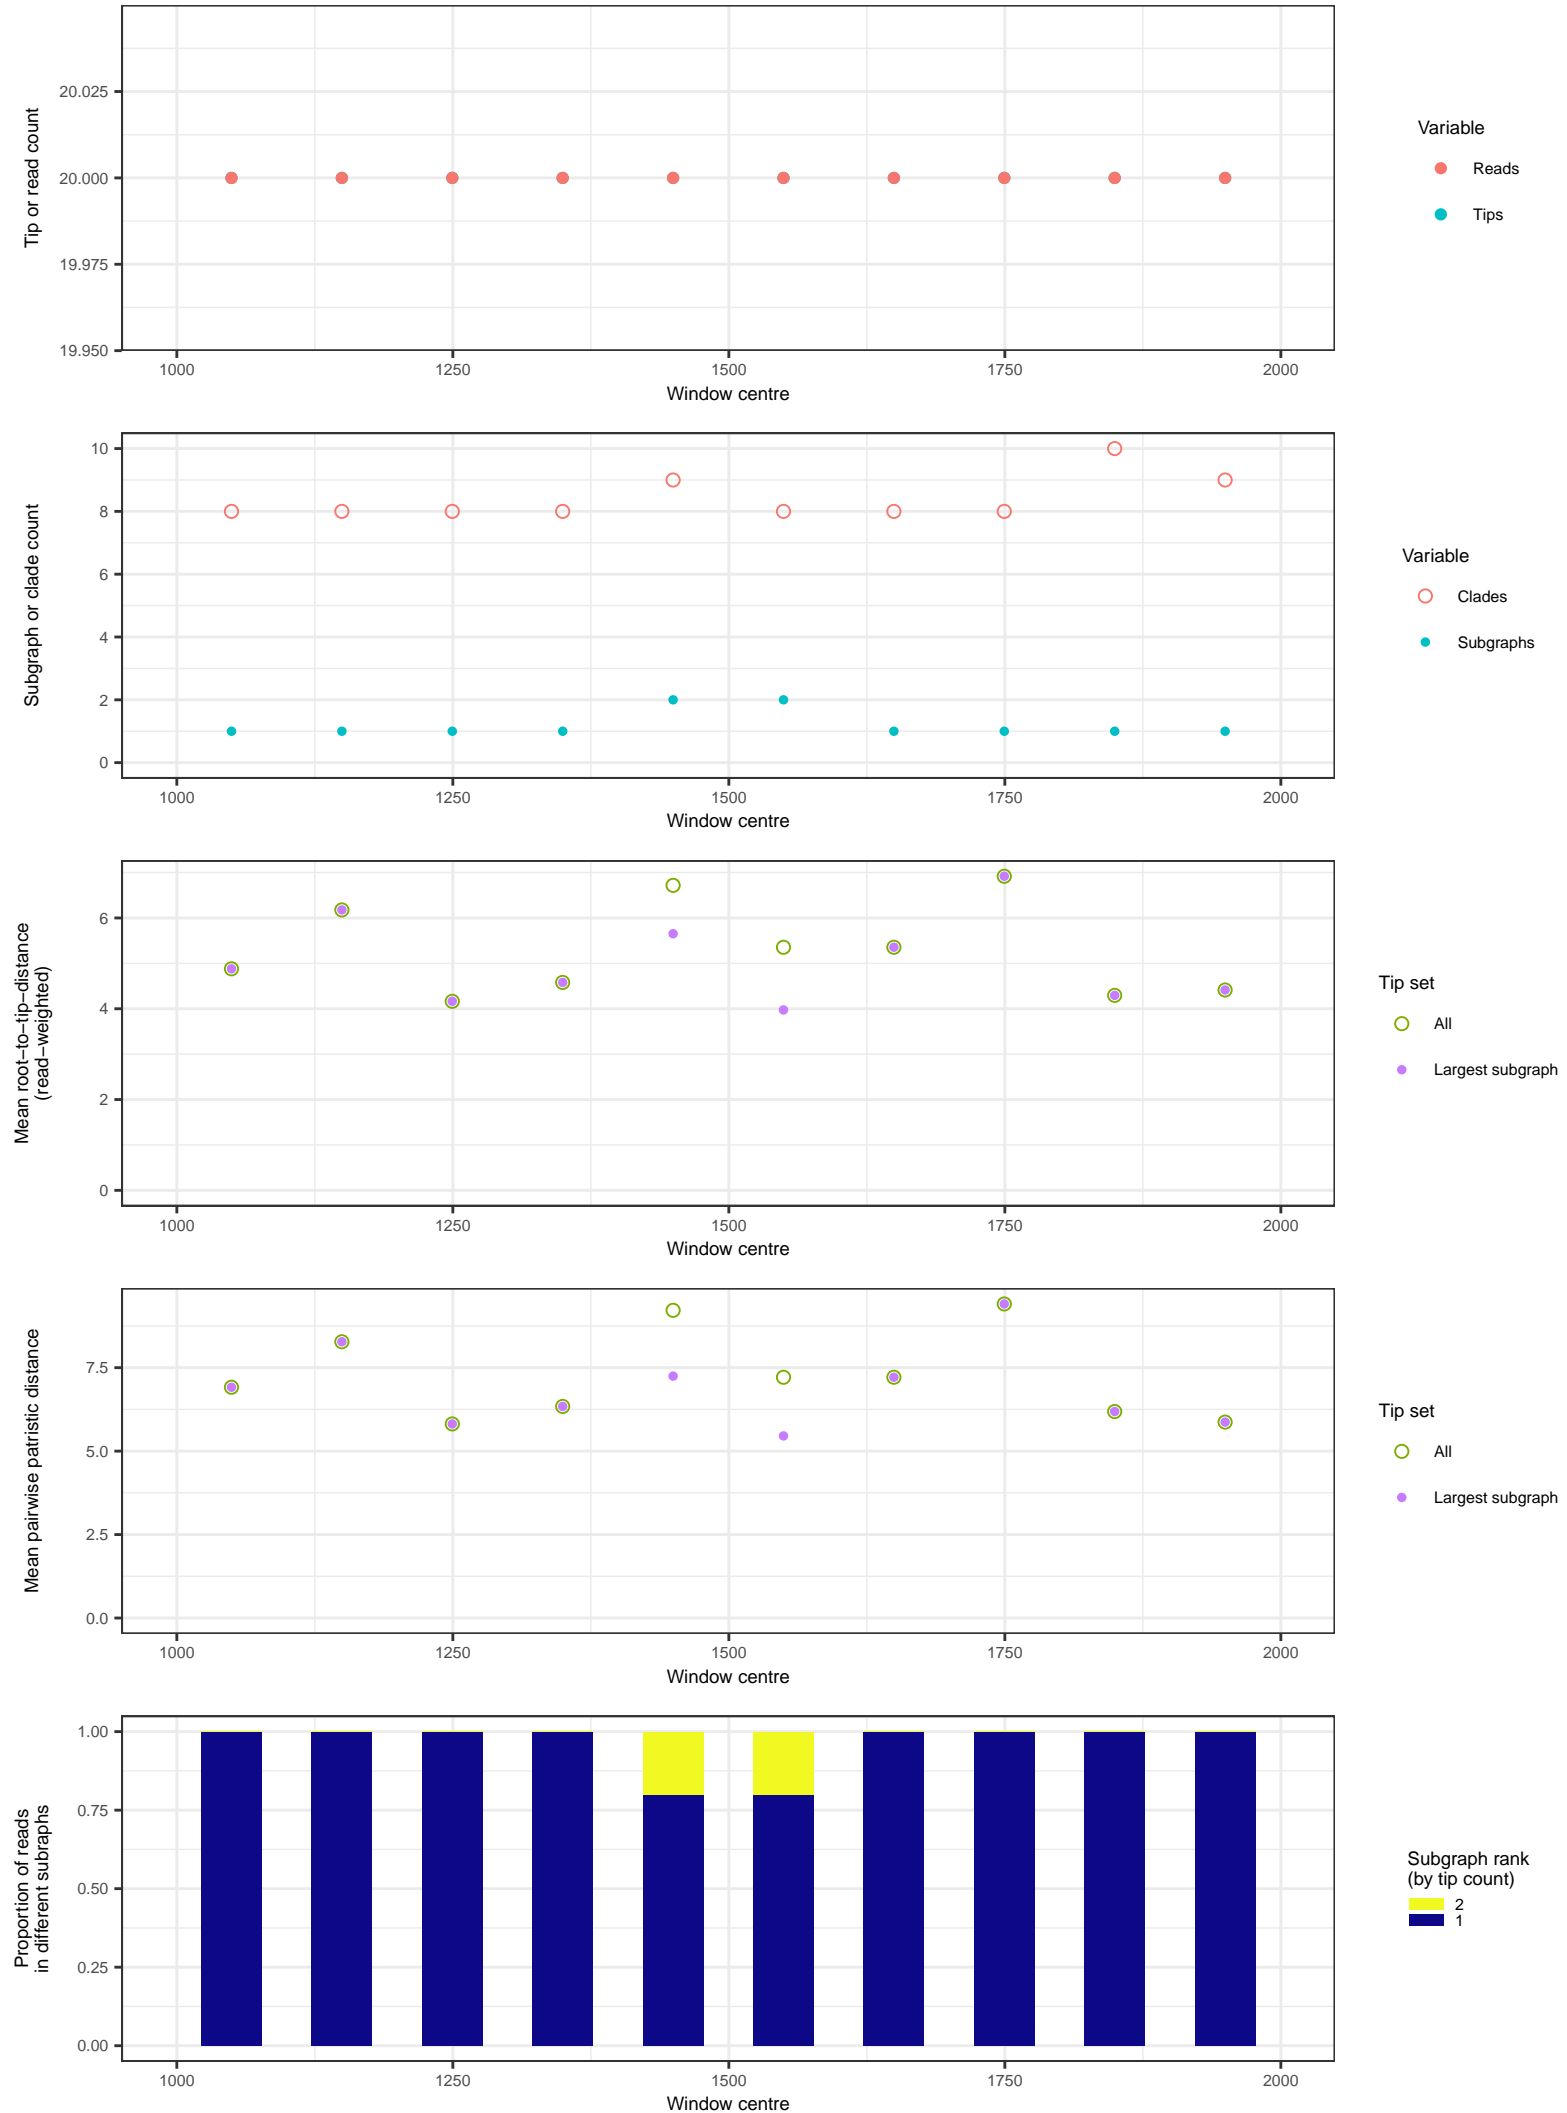 20.025
20.000
19.975
19.950
Tip or read count
1000 1250 1500 1750 2000
Window centre
Variable
Reads
Tips
10
8
6
4
2
0
Subgraph or clade count
1000 1250 1500 1750 2000
Window centre
Variable
Clades
Subgraphs
6
4
2
0
Mean root−to−tip−distance
(read−weighted)
1000 1250 1500 1750 2000
Window centre
Tip set
All
Largest subgraph
7.5
5.0
2.5
0.0
Mean pairwise patristic distance
1000 1250 1500 1750 2000
Window centre
Tip set
All
Largest subgraph
1.00
0.75
0.50
0.25
0.00
Proportion of reads
in different subraphs
1000 1250 1500 1750 2000
Window centre
Subgraph rank
(by tip count)
2
1